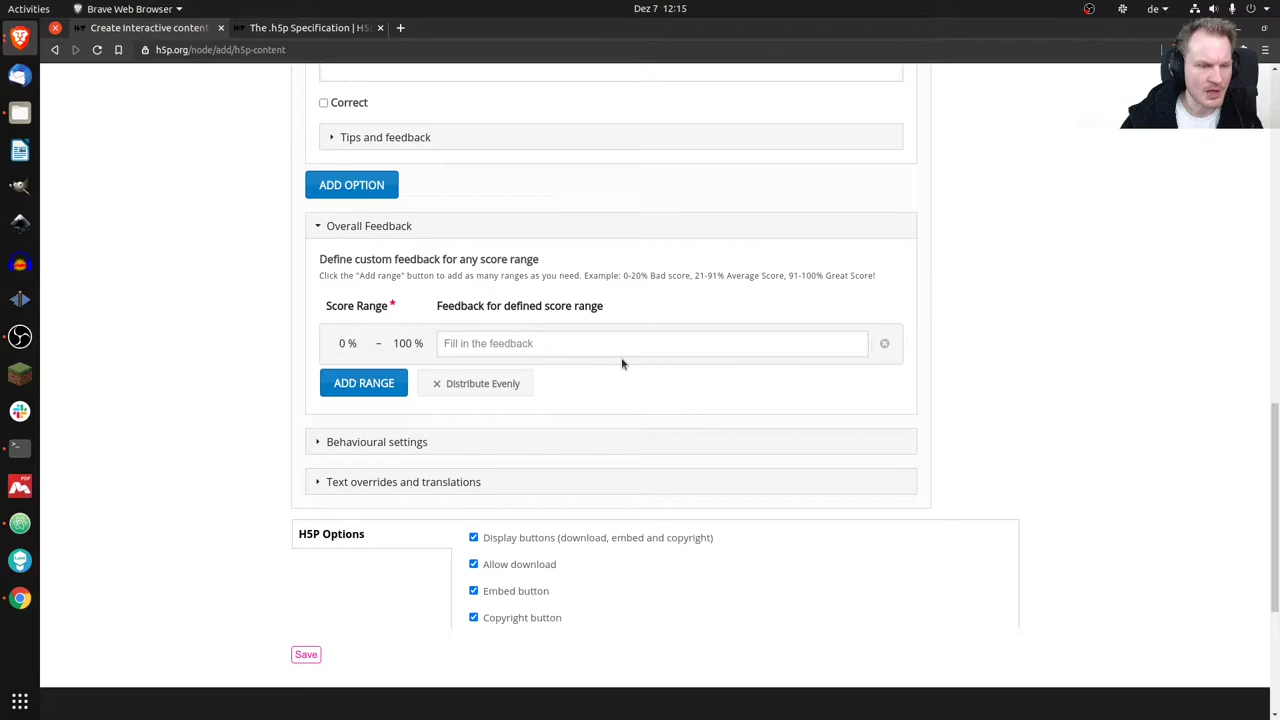 Activities
Brave Web Browser
Dez 7 12:15
de
Create Interactive content
The .h5p Specification | H5
h5p.org/node/add/h5p-content
Correct
Tips and feedback
ADD OPTION
Overall Feedback
Define custom feedback for any score range
Click the "Add range" button to add as many ranges as you need. Example: 0-20% Bad score, 21-91% Average Score, 91-100% Great Score!
Score Range * Feedback for defined score range
0 % – 100 % Fill in the feedback
ADD RANGE Distribute Evenly
Behavioural settings
Text overrides and translations
H5P Options
Display buttons (download, embed and copyright)
Allow download
Embed button
Copyright button
Save